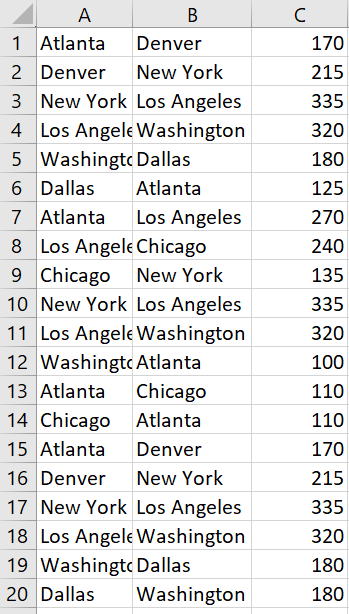 A B C
1 Atlanta Denver 170
2 Denver New York 215
3 New York Los Angeles 335
4 Los Angele Washington 320
5 Washingto Dallas 180
6 Dallas Atlanta 125
7 Atlanta Los Angeles 270
8 Los Angele Chicago 240
9 Chicago New York 135
10 New York Los Angeles 335
11 Los Angele Washington 320
12 Washingto Atlanta 100
13 Atlanta Chicago 110
14 Chicago Atlanta 110
15 Atlanta Denver 170
16 Denver New York 215
17 New York Los Angeles 335
18 Los Angele Washington 320
19 Washingto Dallas 180
20 Dallas Washington 180